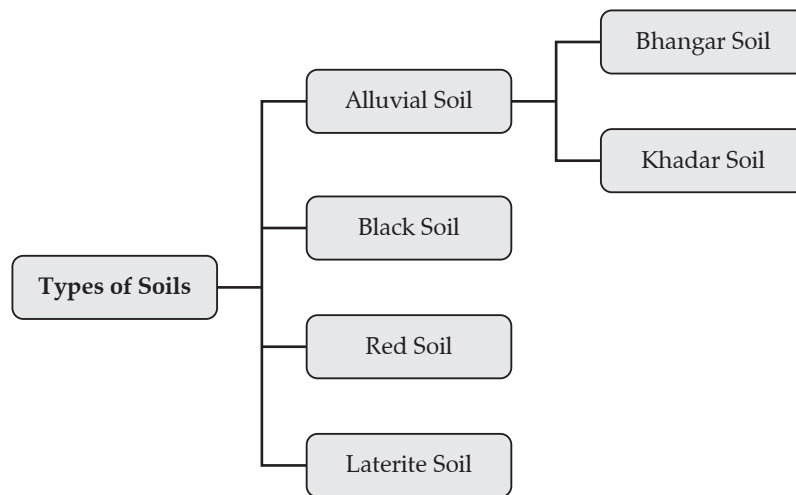 Types of Soils
Alluvial Soil
Bhangar Soil
Khadar Soil
Black Soil
Red Soil
Laterite Soil